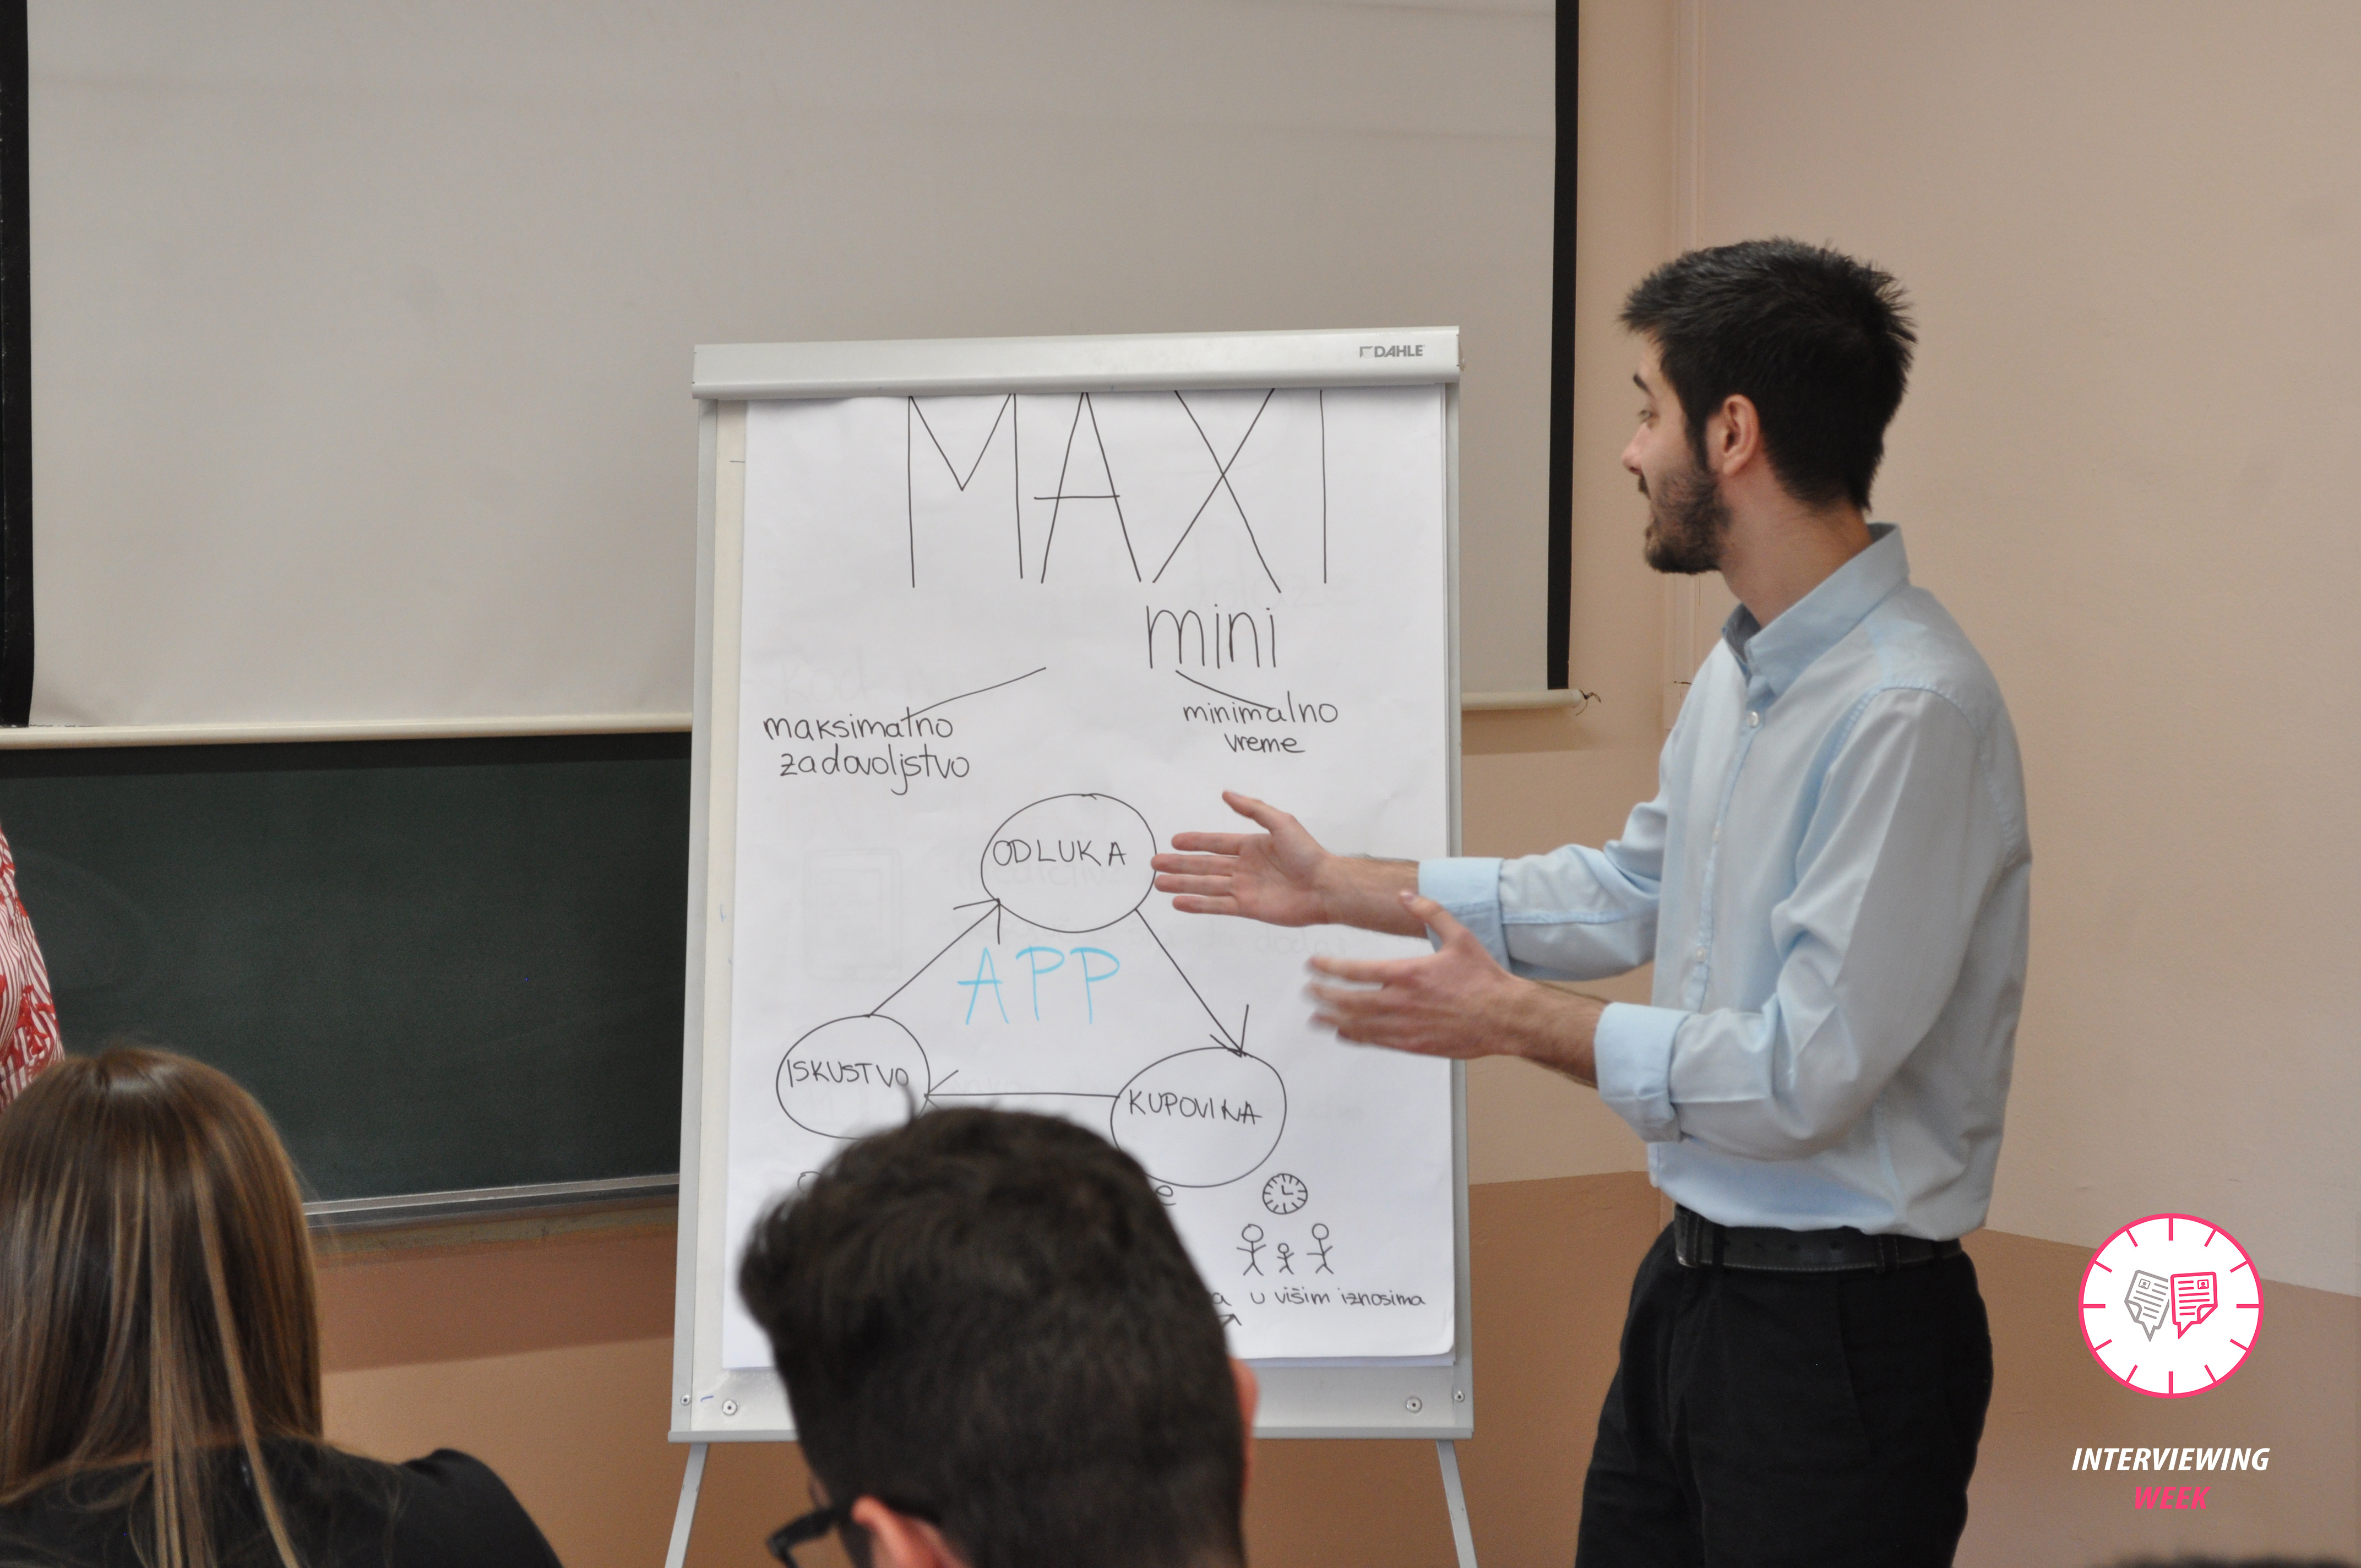 DAHLE
MAXI
mini
maksimalno
zadovoljstvo
minimalno
vreme
ODLUKA
APP
ISKUSTVO
KUPOVINA
u višim iznosima
INTERVIEWING
WEEK